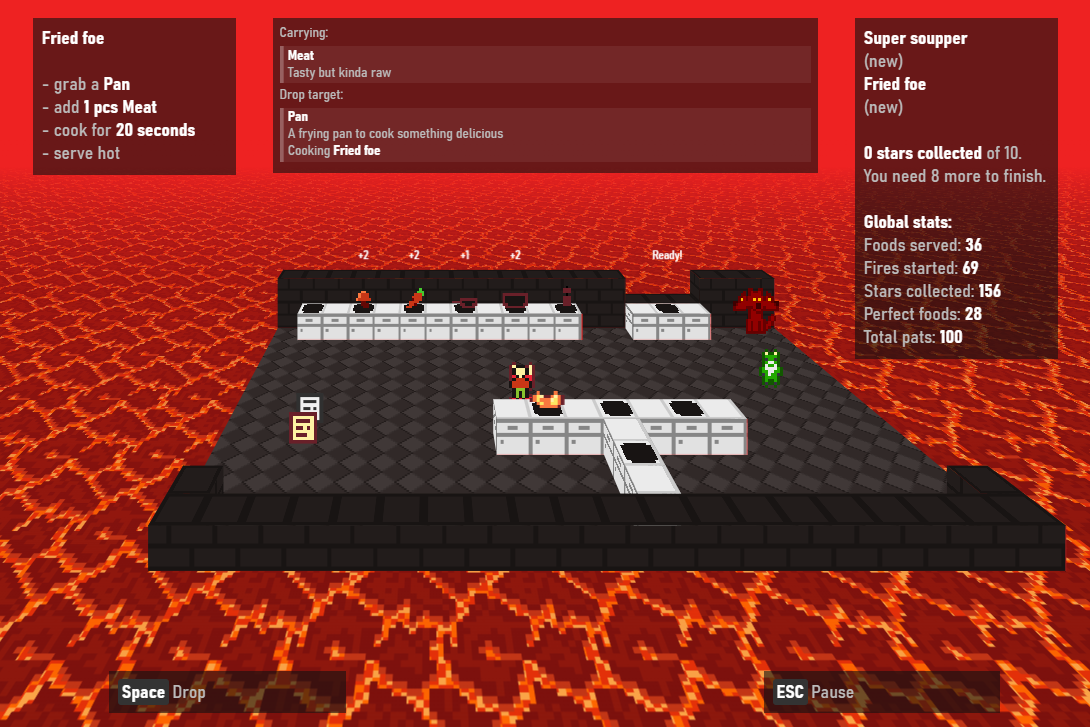 Fried foe
- grab a Pan
- add 1 pcs Meat
- cook for 20 seconds
- serve hot
Carrying:
Meat
Tasty but kinda raw
Drop target:
Pan
A frying pan to cook something delicious
Cooking Fried foe
Super soupper
(new)
Fried foe
(new)
0 stars collected of 10.
You need 8 more to finish.
Global stats:
Foods served: 36
Fires started: 69
Stars collected: 156
Perfect foods: 28
Total pats: 100
+2 +2 +1 +2 Ready!
Space Drop
ESC Pause